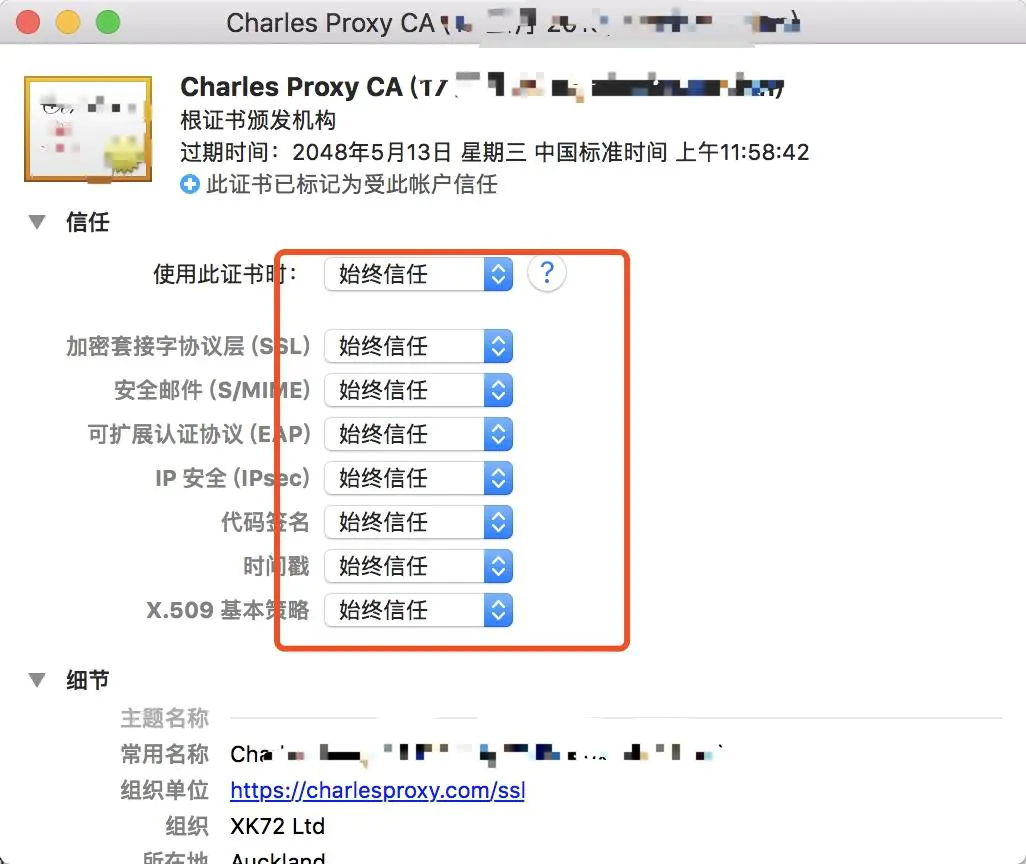 Charles Proxy CA (
Charles Proxy CA (17
根证书颁发机构
过期时间：2048年5月13日 星期三 中国标准时间 上午11:58:42
此证书已标记为受此帐户信任
信任
使用此证书时： 始终信任 ?
加密套接字协议层 (SSL) 始终信任
安全邮件 (S/MIME) 始终信任
可扩展认证协议 (EAP) 始终信任
IP 安全 (IPsec) 始终信任
代码签名 始终信任
时间戳 始终信任
X.509 基本策略 始终信任
细节
主题名称
常用名称 Cha
组织单位 https://charlesproxy.com/ssl
组织 XK72 Ltd
所在地 Auckland